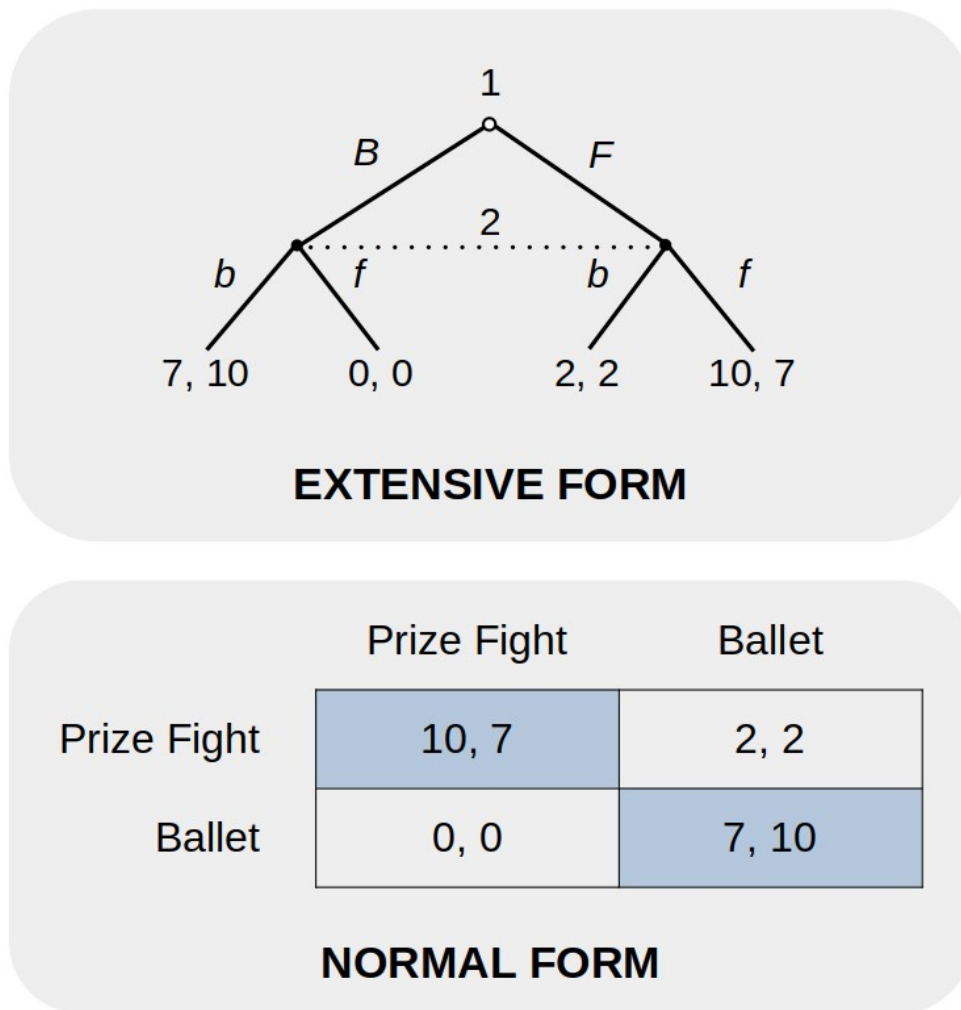 1
B F
2
b f b f
7, 10 0, 0 2, 2 10, 7
EXTENSIVE FORM
Prize Fight Ballet
Prize Fight 10, 7 2, 2
Ballet 0, 0 7, 10
NORMAL FORM